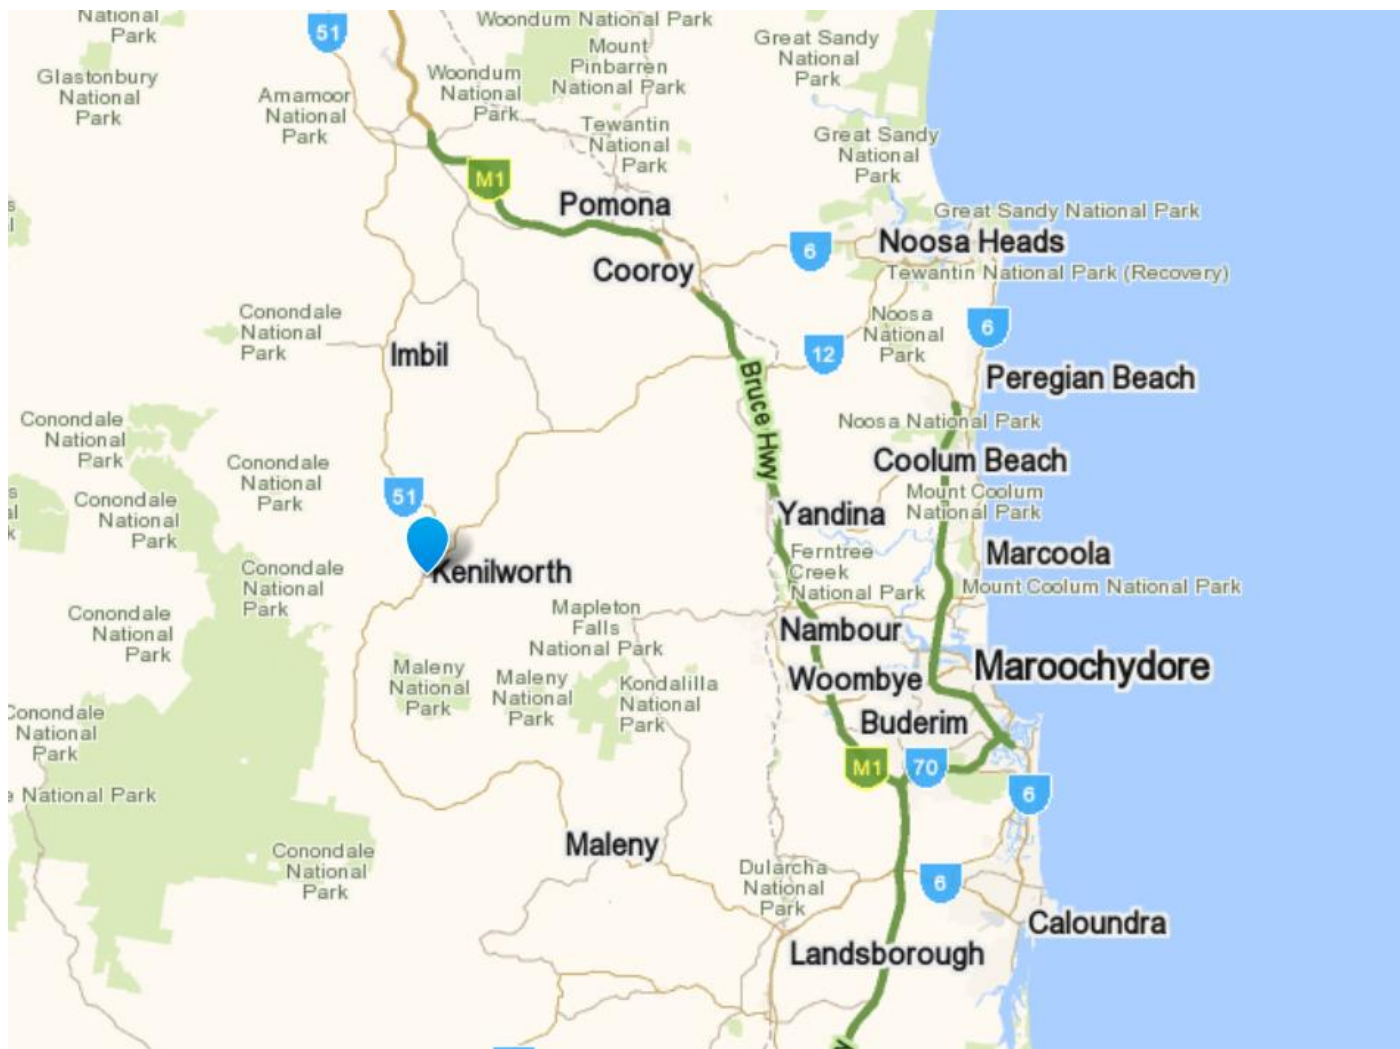 National
Park
51
Woondum National Park
Great Sandy
National
Park
Glastonbury
National
Park
Amamoor
National
Park
Woondum
National
Park
Mount
Pinbarren
National Park
Tewantin
National
Park
Great Sandy
National
Park
M1
Pomona
Great Sandy National Park
6
Noosa Heads
Cooroy
Tewantin National Park (Recovery)
Conondale
National
Park
Imbil
Noosa
National
Park
6
12
Peregian Beach
Bruce Hwy
Conondale
National
Park
Noosa National Park
Conondale
National
Park
Coolum Beach
Conondale
National
Park
51
Mount Coolum
National Park
Yandina
Kenilworth
Ferntree
Creek
National Park
Marcoola
Mount Coolum National Park
Conondale
National
Park
Conondale
National
Park
Mapleton
Falls
National Park
Nambour
Maroochydore
Maleny
National
Park
Maleny
National
Park
Kondalilla
National
Park
Woombye
Buderim
Conondale
National
Park
M1
70
6
National Park
Maleny
Conondale
National
Park
Dularcha
National
Park
6
Caloundra
Landsborough